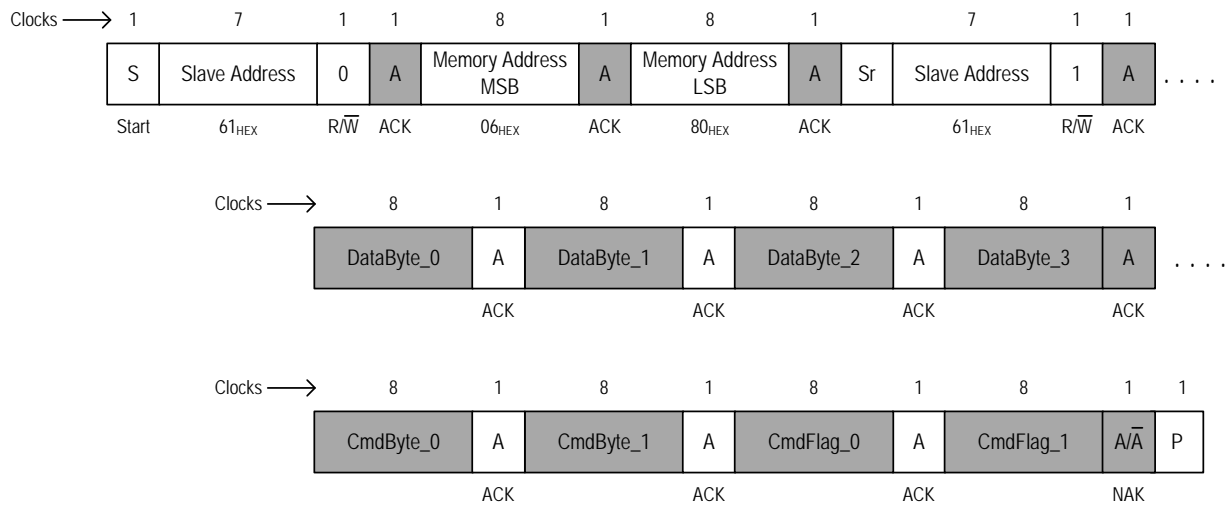 Clocks → 1 7 1 1 8 1 8 1 7 1 1
S Slave Address 0 A Memory Address MSB A Memory Address LSB A Sr Slave Address 1 A . . . .
Start 61HEX R/W̅ ACK 06HEX ACK 80HEX ACK 61HEX R/W̅ ACK
Clocks → 8 1 8 1 8 1 8 1
DataByte_0 A DataByte_1 A DataByte_2 A DataByte_3 A . . . .
ACK ACK ACK ACK
Clocks → 8 1 8 1 8 1 8 1 1
CmdByte_0 A CmdByte_1 A CmdFlag_0 A CmdFlag_1 A/A̅ P
ACK ACK ACK NAK